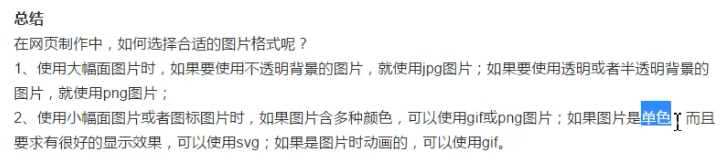 总结
在网页制作中，如何选择合适的图片格式呢？
1、使用大幅面图片时，如果要使用不透明背景的图片，就使用jpg图片；如果要使用透明或者半透明背景的
图片，就使用png图片；
2、使用小幅面图片或者图标图片时，如果图片含多种颜色，可以使用gif或png图片；如果图片是单色，而且
要求有很好的显示效果，可以使用svg；如果是图片时动画的，可以使用gif。